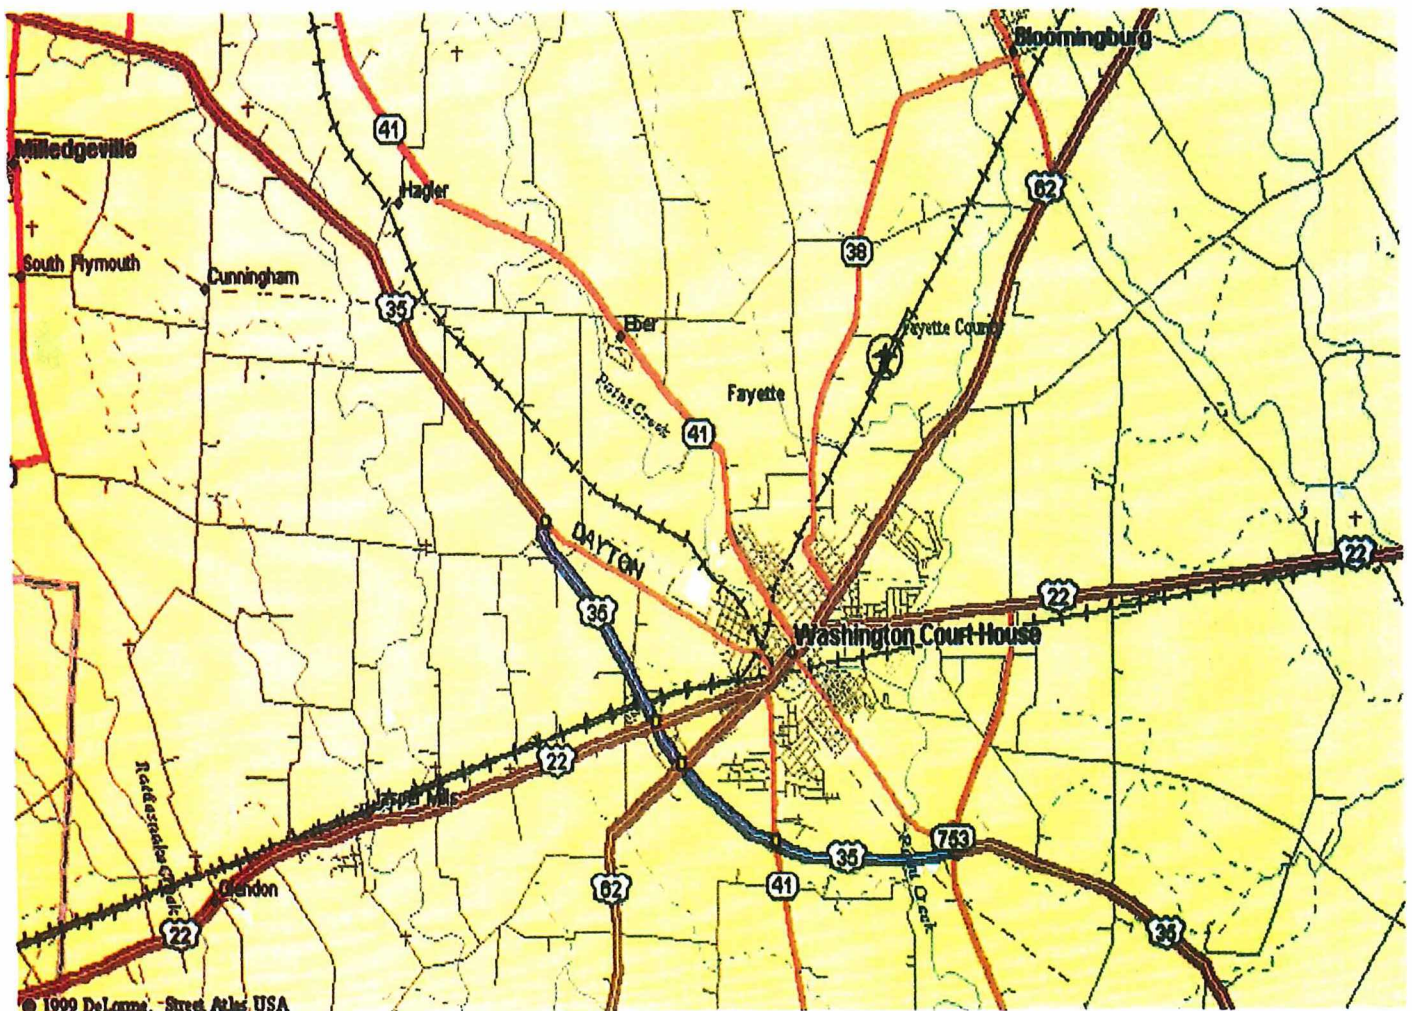 Bloomingburg
41
Milledgeville
62
Hagler
38
South Plymouth
Cunningham
35
Eber
Fayette County
Fayette
Paint Creek
41
DAYTON
22
22
35
Washington Court House
22
Jasper Mills
753
35
Rattlesnake Creek
62
41
Paint Creek
Glendon
22
35
© 1999 DeLorme. Street Atlas USA